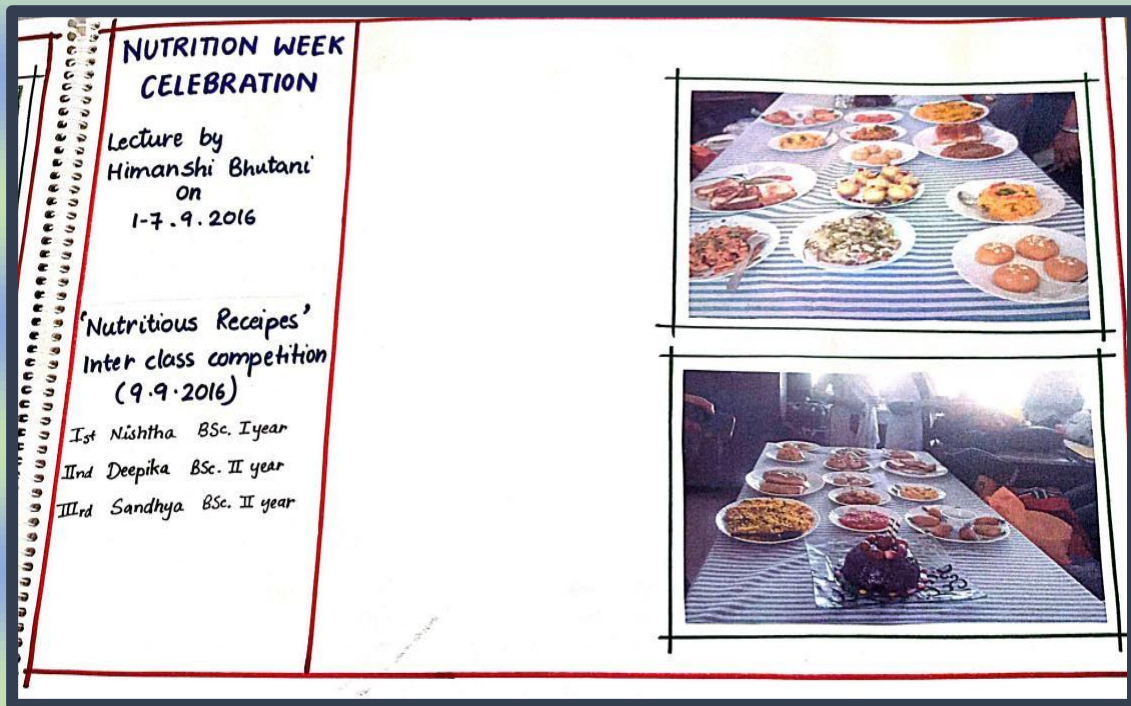 NUTRITION WEEK
CELEBRATION
Lecture by
Himanshi Bhutani
on
1-7.9.2016
'Nutritious Receipes'
Inter class competition
(9.9.2016)
Ist Nishtha BSc. I year
IInd Deepika BSc. II year
IIIrd Sandhya BSc. II year